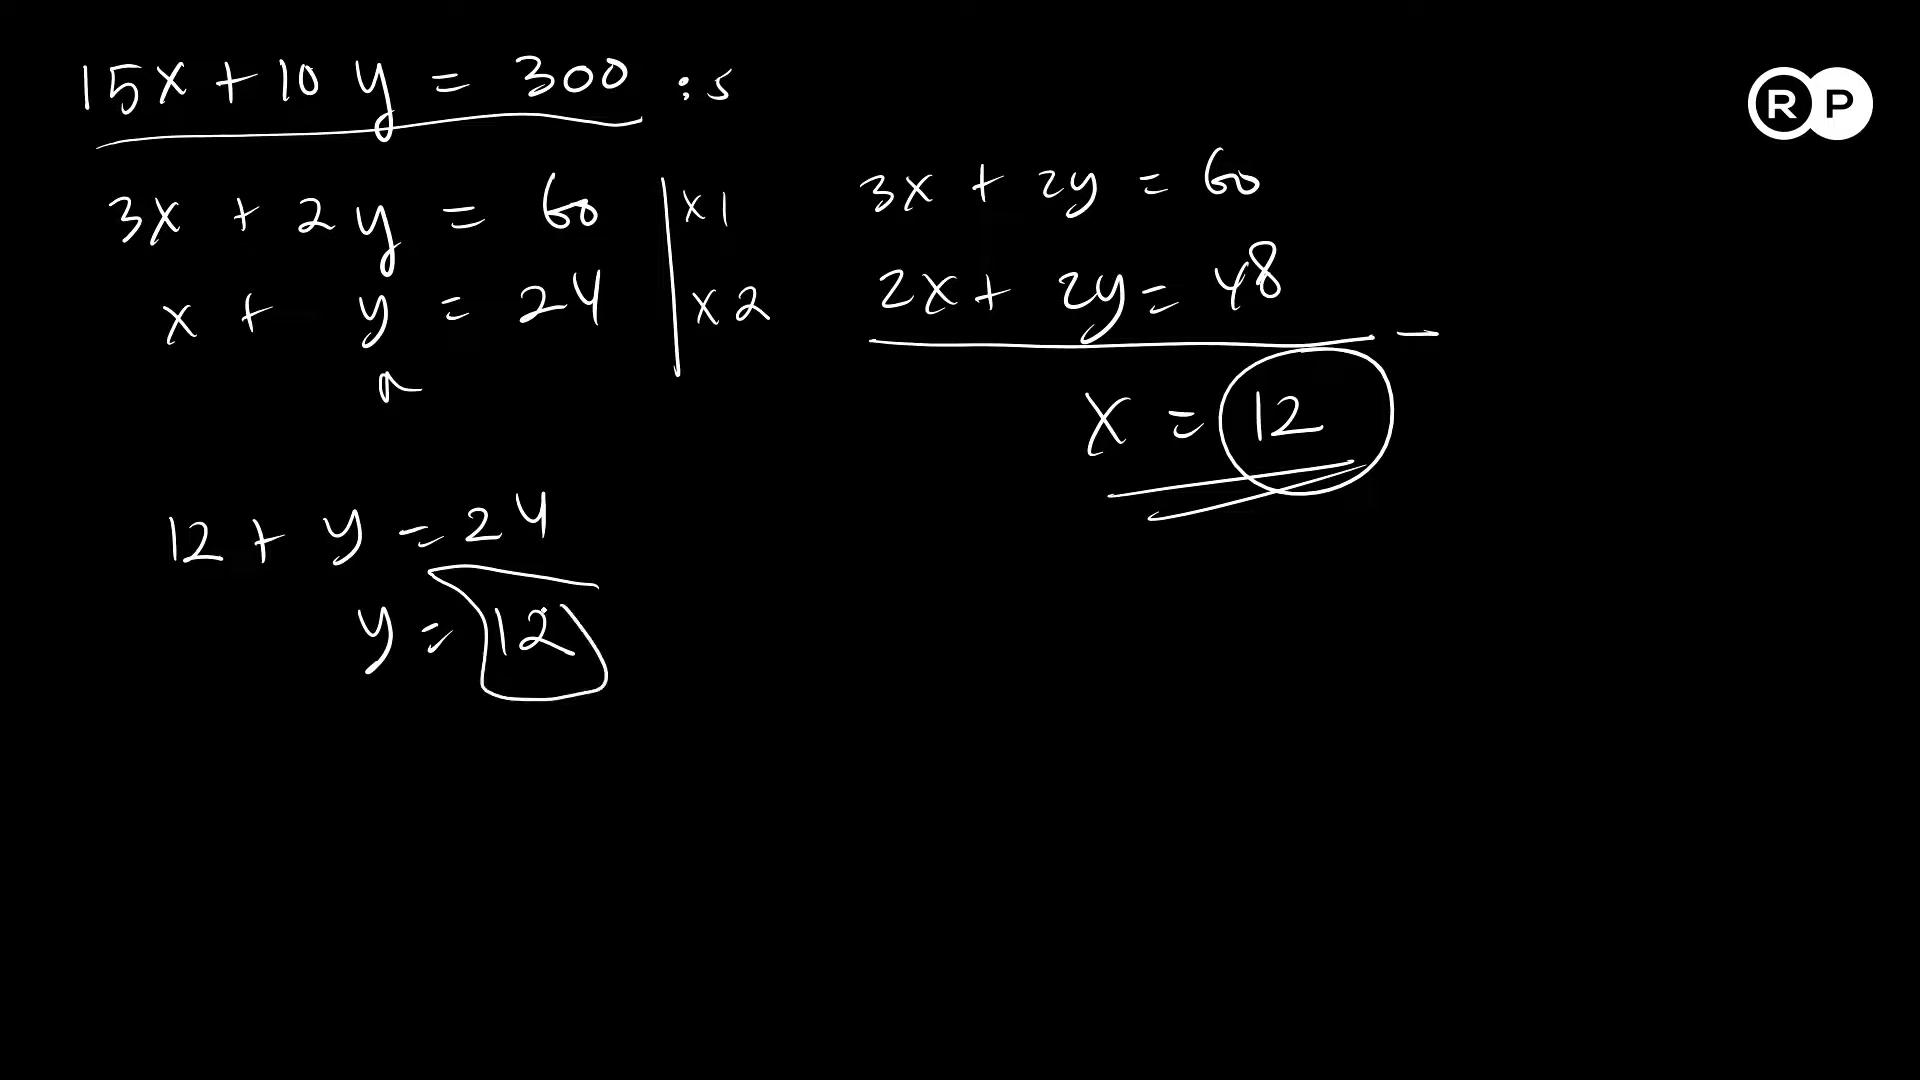 15x + 10y = 300 : 5
3x + 2y = 60 | x1
x + y = 24 | x2
3x + 2y = 60
2x + 2y = 48 −
x = 12
12 + y = 24
y = 12
RP